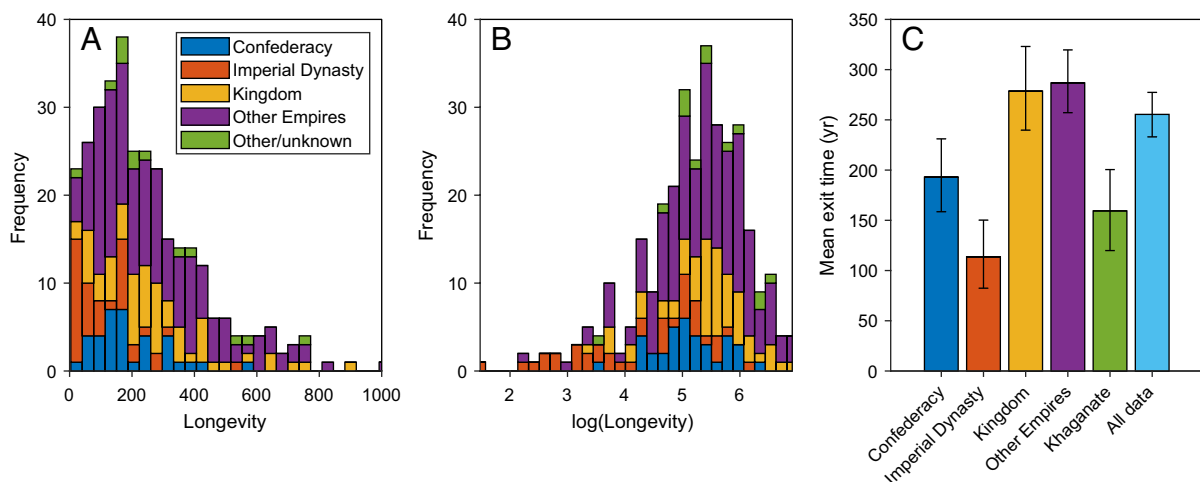 A
Confederacy
Imperial Dynasty
Kingdom
Other Empires
Other/unknown
40
30
20
10
0
Frequency
0 200 400 600 800 1000
Longevity
B
40
30
20
10
0
Frequency
2 3 4 5 6
log(Longevity)
C
350
300
250
200
150
100
50
0
Mean exit time (yr)
Confederacy
Imperial Dynasty
Kingdom
Other Empires
Khaganate
All data